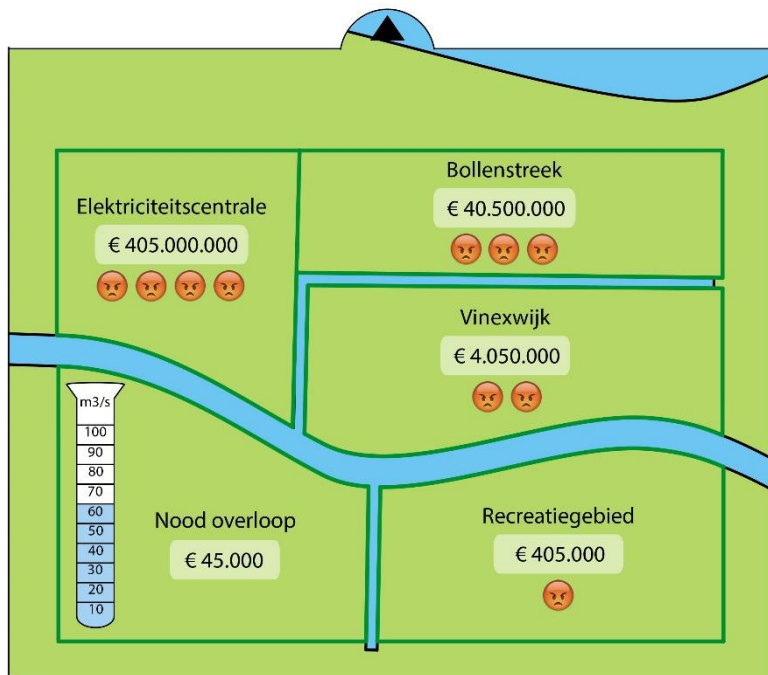 Elektriciteitscentrale
€ 405.000.000
Bollenstreek
€ 40.500.000
Vinexwijk
€ 4.050.000
m3/s
100
90
80
70
60
50
40
30
20
10
Nood overloop
€ 45.000
Recreatiegebied
€ 405.000